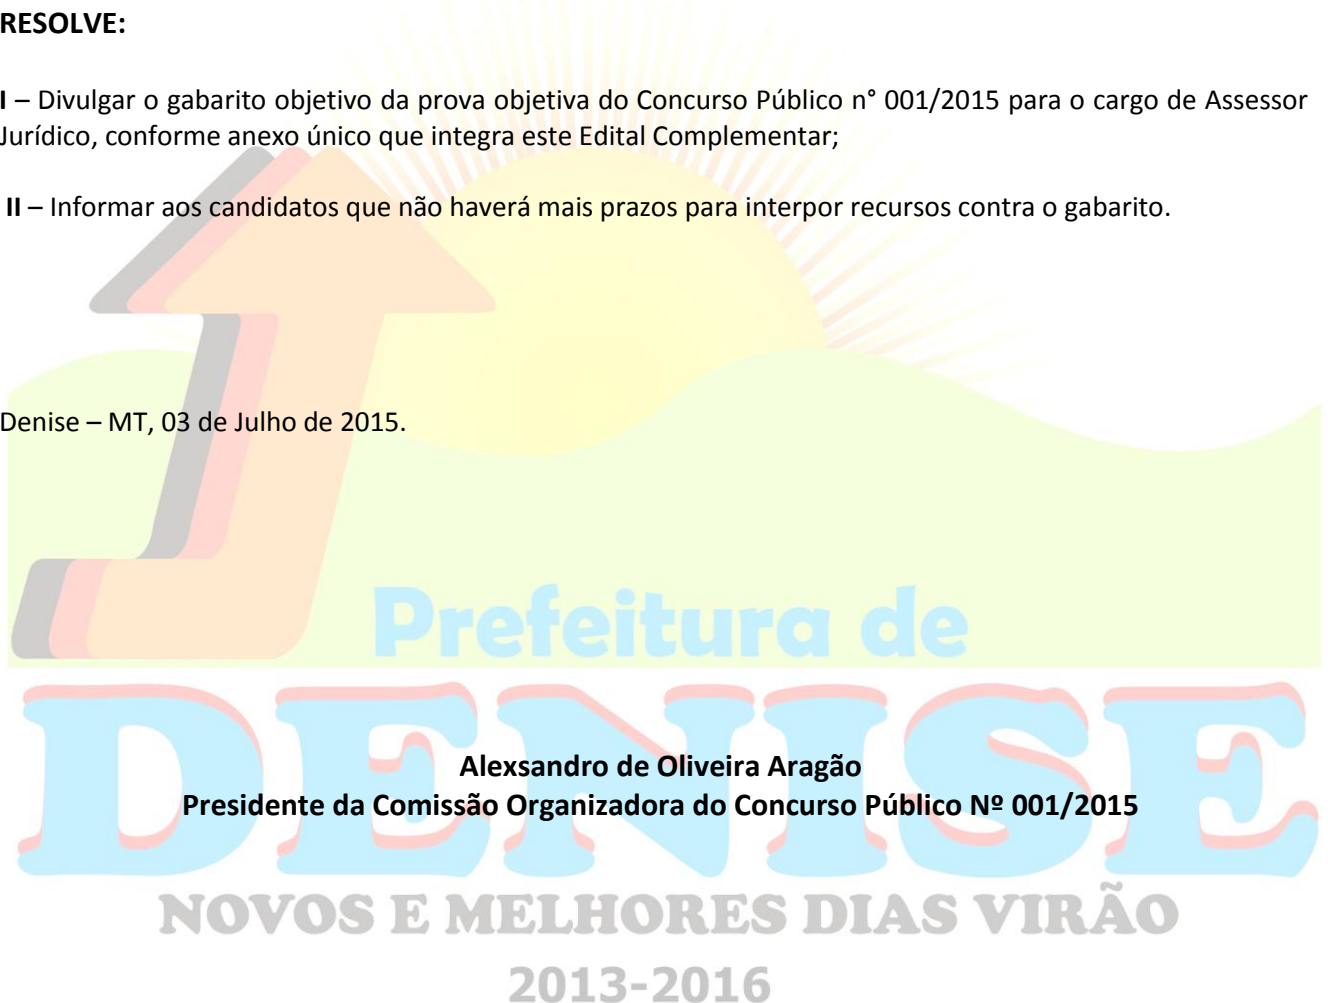 RESOLVE:
I – Divulgar o gabarito objetivo da prova objetiva do Concurso Público n° 001/2015 para o cargo de Assessor
Jurídico, conforme anexo único que integra este Edital Complementar;
II – Informar aos candidatos que não haverá mais prazos para interpor recursos contra o gabarito.
Denise – MT, 03 de Julho de 2015.
Prefeitura de
DENISE
Alexsandro de Oliveira Aragão
Presidente da Comissão Organizadora do Concurso Público Nº 001/2015
NOVOS E MELHORES DIAS VIRÃO
2013-2016